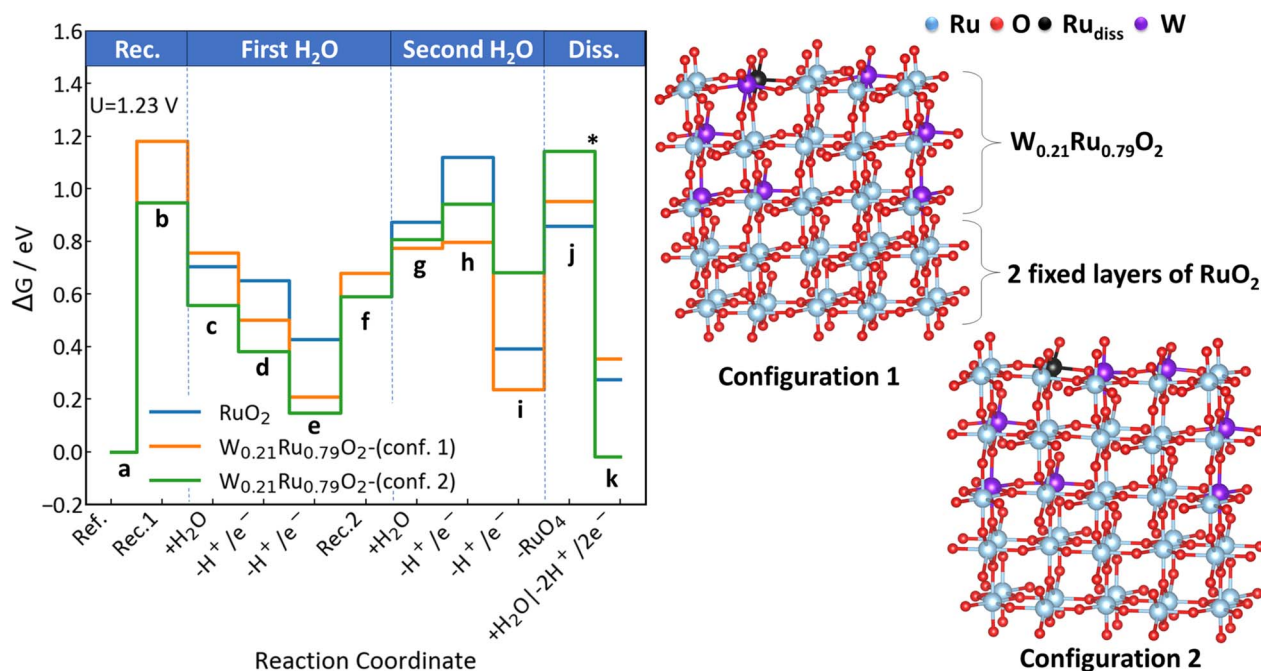 Rec. First H₂O Second H₂O Diss.
U=1.23 V
ΔG / eV
1.6
1.4
1.2
1.0
0.8
0.6
0.4
0.2
0.0
−0.2
a
b
c
d
e
f
g
h
i
j
*
k
RuO₂
W₀.₂₁Ru₀.₇₉O₂-(conf. 1)
W₀.₂₁Ru₀.₇₉O₂-(conf. 2)
Ref.
Rec.1
+H₂O
-H⁺/e⁻
-H⁺/e⁻
Rec.2
+H₂O
-H⁺/e⁻
-H⁺/e⁻
-RuO₄
+H₂O|-2H⁺/2e⁻
Reaction Coordinate
Ru O Ru_diss W
W₀.₂₁Ru₀.₇₉O₂
2 fixed layers of RuO₂
Configuration 1
Configuration 2